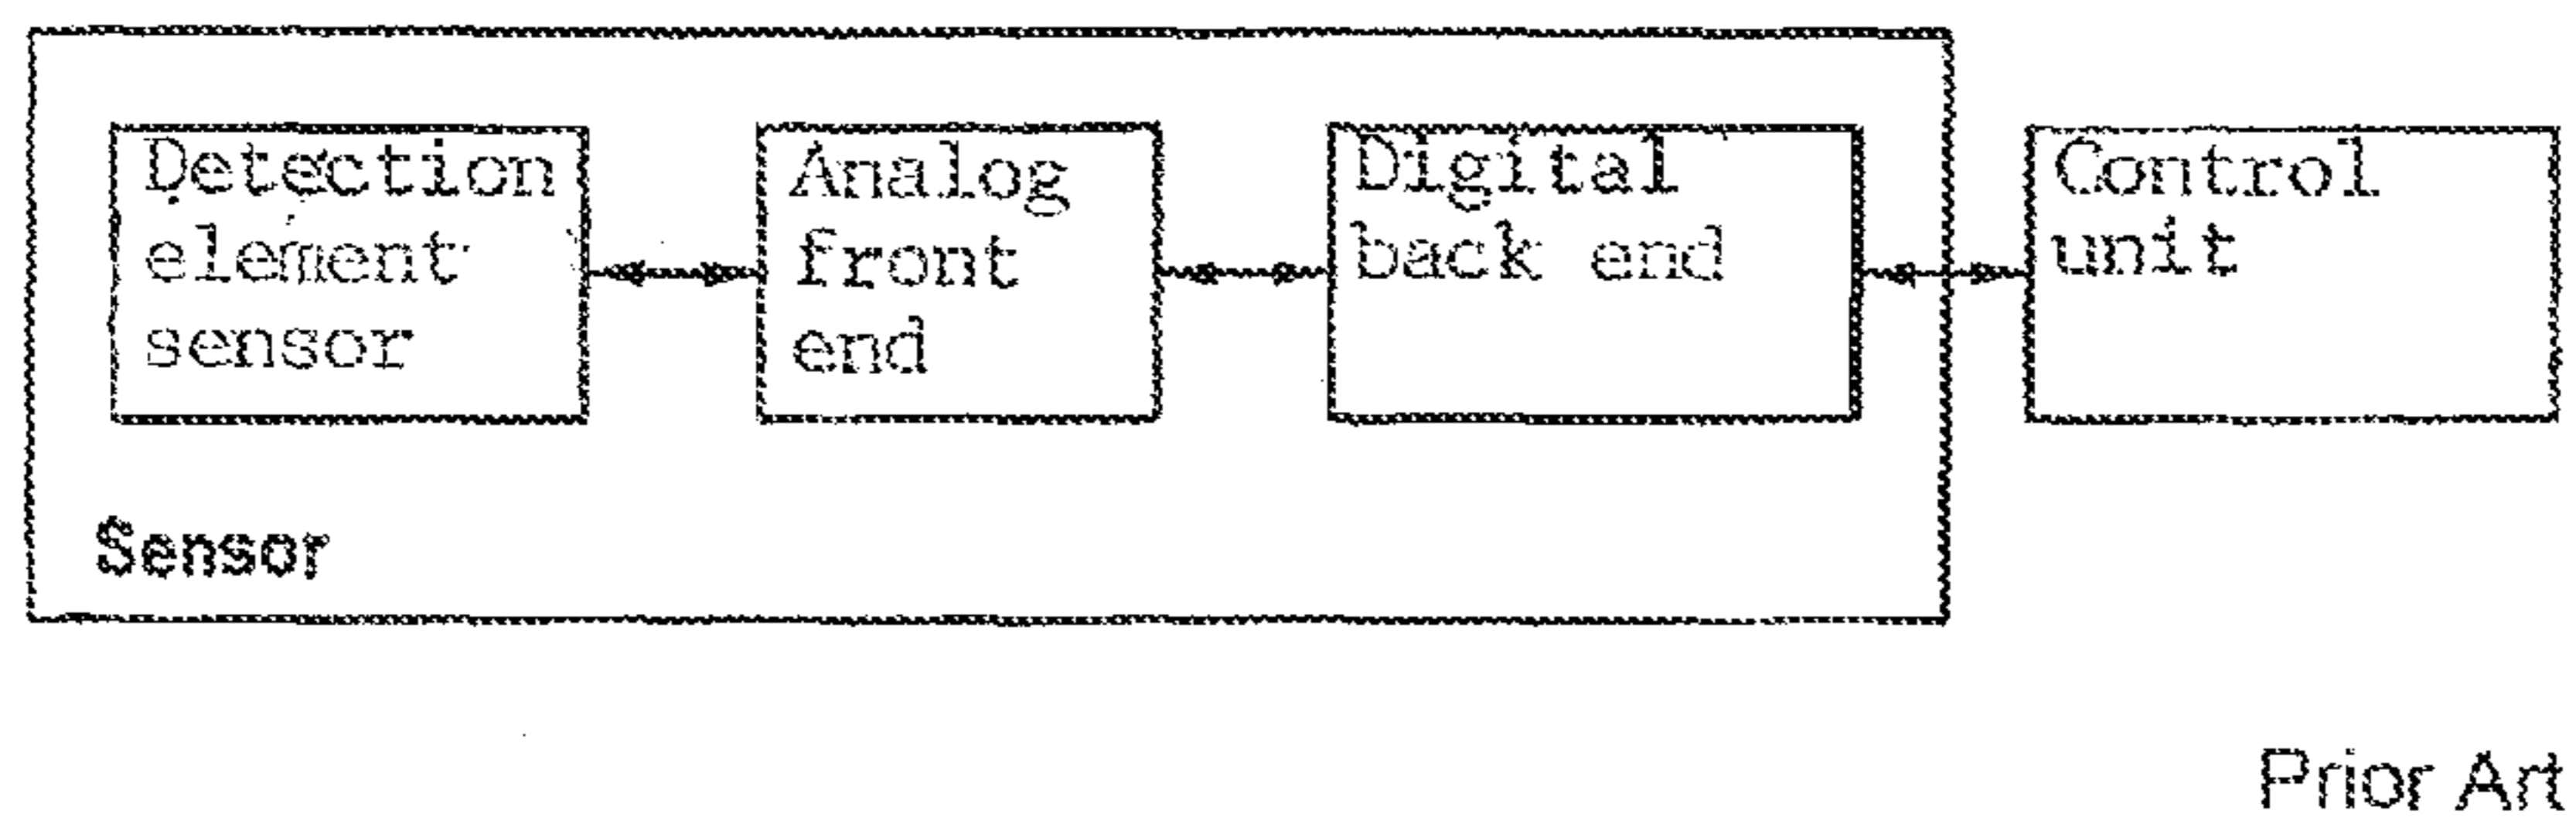 Detection
element
sensor
Analog
front
end
Digital
back end
Control
unit
Sensor
Prior Art